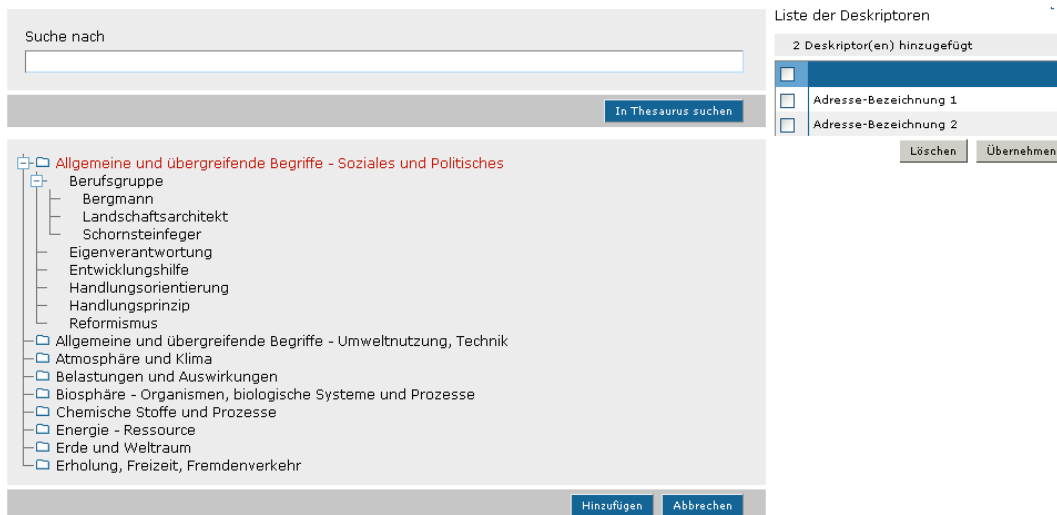 Suche nach
In Thesaurus suchen
Allgemeine und übergreifende Begriffe - Soziales und Politisches
Berufsgruppe
Bergmann
Landschaftsarchitekt
Schornsteinfeger
Eigenverantwortung
Entwicklungshilfe
Handlungsorientierung
Handlungsprinzip
Reformismus
Allgemeine und übergreifende Begriffe - Umweltnutzung, Technik
Atmosphäre und Klima
Belastungen und Auswirkungen
Biosphäre - Organismen, biologische Systeme und Prozesse
Chemische Stoffe und Prozesse
Energie - Ressource
Erde und Weltraum
Erholung, Freizeit, Fremdenverkehr
Hinzufügen Abbrechen
Liste der Deskriptoren
2 Deskriptor(en) hinzugefügt
Adresse-Bezeichnung 1
Adresse-Bezeichnung 2
Löschen Übernehmen